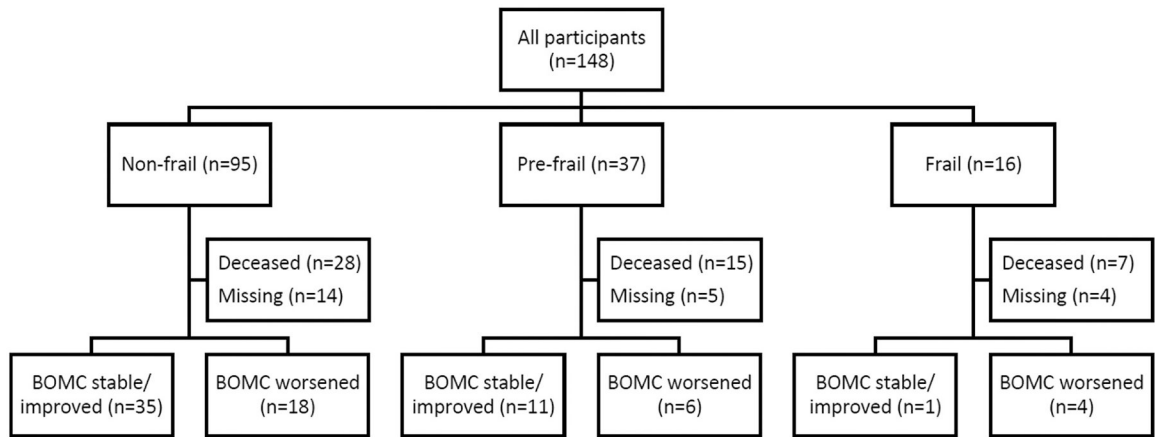 All participants
(n=148)
Non-frail (n=95)
Pre-frail (n=37)
Frail (n=16)
Deceased (n=28)
Missing (n=14)
Deceased (n=15)
Missing (n=5)
Deceased (n=7)
Missing (n=4)
BOMC stable/
improved (n=35)
BOMC worsened
(n=18)
BOMC stable/
improved (n=11)
BOMC worsened
(n=6)
BOMC stable/
improved (n=1)
BOMC worsened
(n=4)